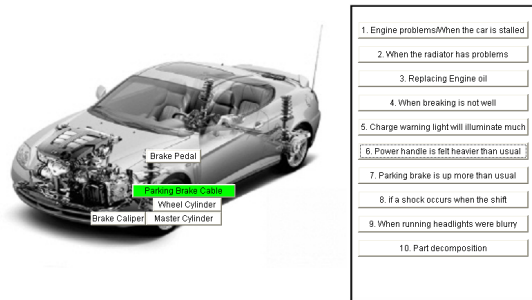 Brake Pedal
Parking Brake Cable
Wheel Cylinder
Brake Caliper Master Cylinder
1. Engine problems/When the car is stalled
2. When the radiator has problems
3. Replacing Engine oil
4. When breaking is not well
5. Charge warning light will illuminate much
6. Power handle is felt heavier than usual
7. Parking brake is up more than usual
8. if a shock occurs when the shift
9. When running headlights were blurry
10. Part decomposition